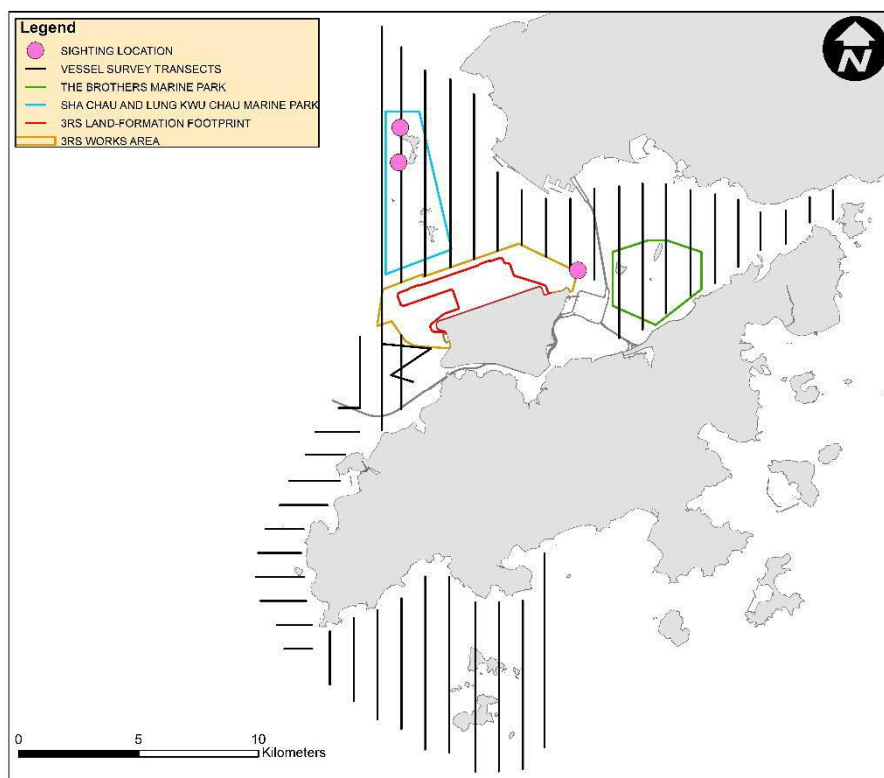 Legend
SIGHTING LOCATION
VESSEL SURVEY TRANSECTS
THE BROTHERS MARINE PARK
SHA CHAU AND LUNG KWU CHAU MARINE PARK
3RS LAND-FORMATION FOOTPRINT
3RS WORKS AREA
N
0 5 10
Kilometers